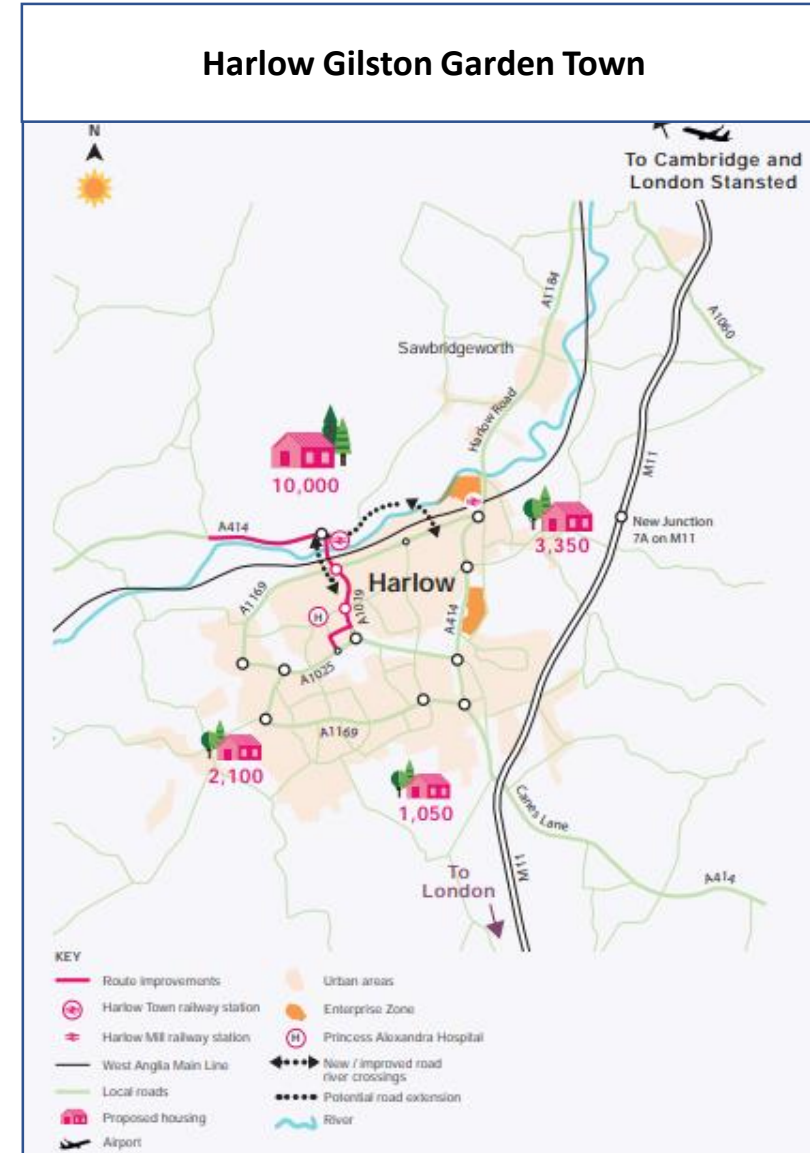 Harlow Gilston Garden Town
N
To Cambridge and
London Stansted
A1184
A1060
Sawbridgeworth
Harlow Road
M11
10,000
A414
3,350
New Junction
7A on M11
Harlow
A1169
H
A1019
A414
A1025
A1169
2,100
1,050
Canes Lane
To
London
M11
A414
KEY
Route improvements
Harlow Town railway station
Harlow Mill railway station
West Anglia Main Line
Local roads
Proposed housing
Airport
Urban areas
Enterprise Zone
H
Princess Alexandra Hospital
New / improved road
river crossings
Potential road extension
River